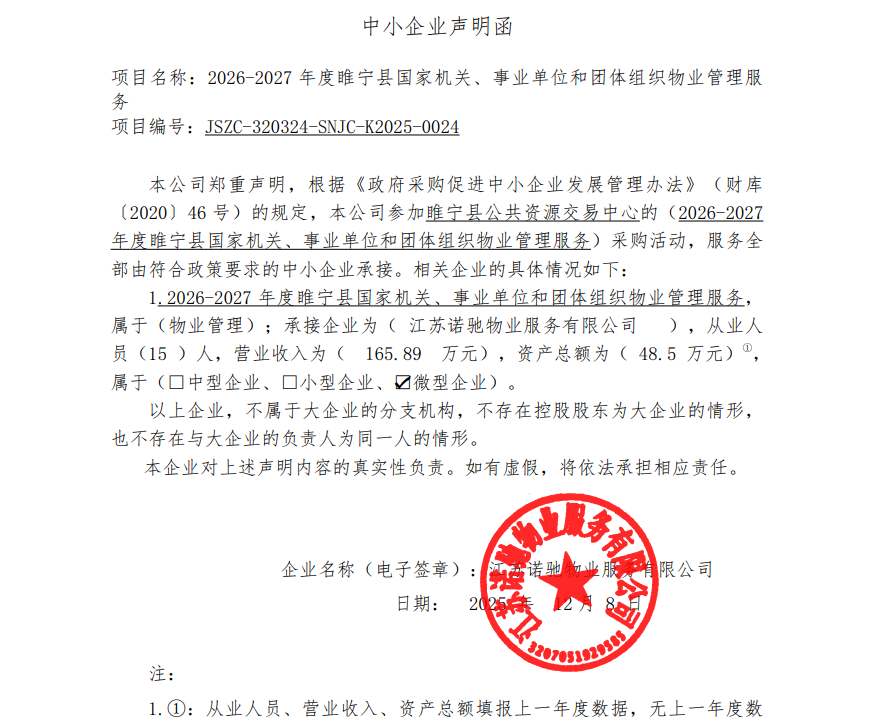 中小企业声明函
项目名称：2026-2027 年度睢宁县国家机关、事业单位和团体组织物业管理服
务
项目编号：JSZC-320324-SNJC-K2025-0024
本公司郑重声明，根据《政府采购促进中小企业发展管理办法》（财库
〔2020〕46 号）的规定，本公司参加睢宁县公共资源交易中心的（2026-2027
年度睢宁县国家机关、事业单位和团体组织物业管理服务）采购活动，服务全
部由符合政策要求的中小企业承接。相关企业的具体情况如下：
1.2026-2027 年度睢宁县国家机关、事业单位和团体组织物业管理服务，
属于（物业管理）；承接企业为（ 江苏诺驰物业服务有限公司 ），从业人
员（15 ）人，营业收入为（ 165.89 万元），资产总额为（ 48.5 万元）①，
属于（□中型企业、□小型企业、☑微型企业）。
以上企业，不属于大企业的分支机构，不存在控股股东为大企业的情形，
也不存在与大企业的负责人为同一人的情形。
本企业对上述声明内容的真实性负责。如有虚假，将依法承担相应责任。
企业名称（电子签章）：江苏诺驰物业服务有限公司
日期： 2025 年 12 月 8 日
江苏诺驰物业服务有限公司
3207051929585
注：
1.①：从业人员、营业收入、资产总额填报上一年度数据，无上一年度数